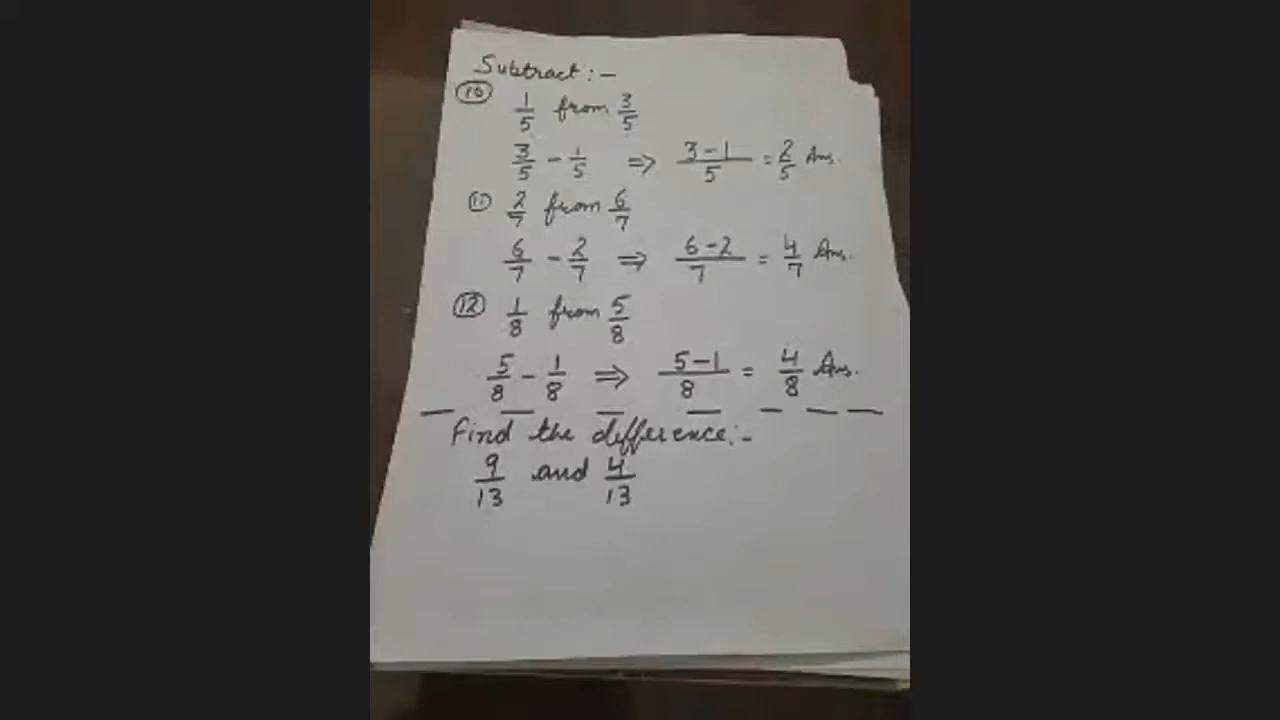 Subtract :-
10
1/5 from 3/5
3/5 - 1/5 ⇒ 3-1/5 = 2/5 Ans.
11 2/7 from 6/7
6/7 - 2/7 ⇒ 6-2/7 = 4/7 Ans.
12 1/8 from 5/8
5/8 - 1/8 ⇒ 5-1/8 = 4/8 Ans.
Find the difference:-
9/13 and 4/13